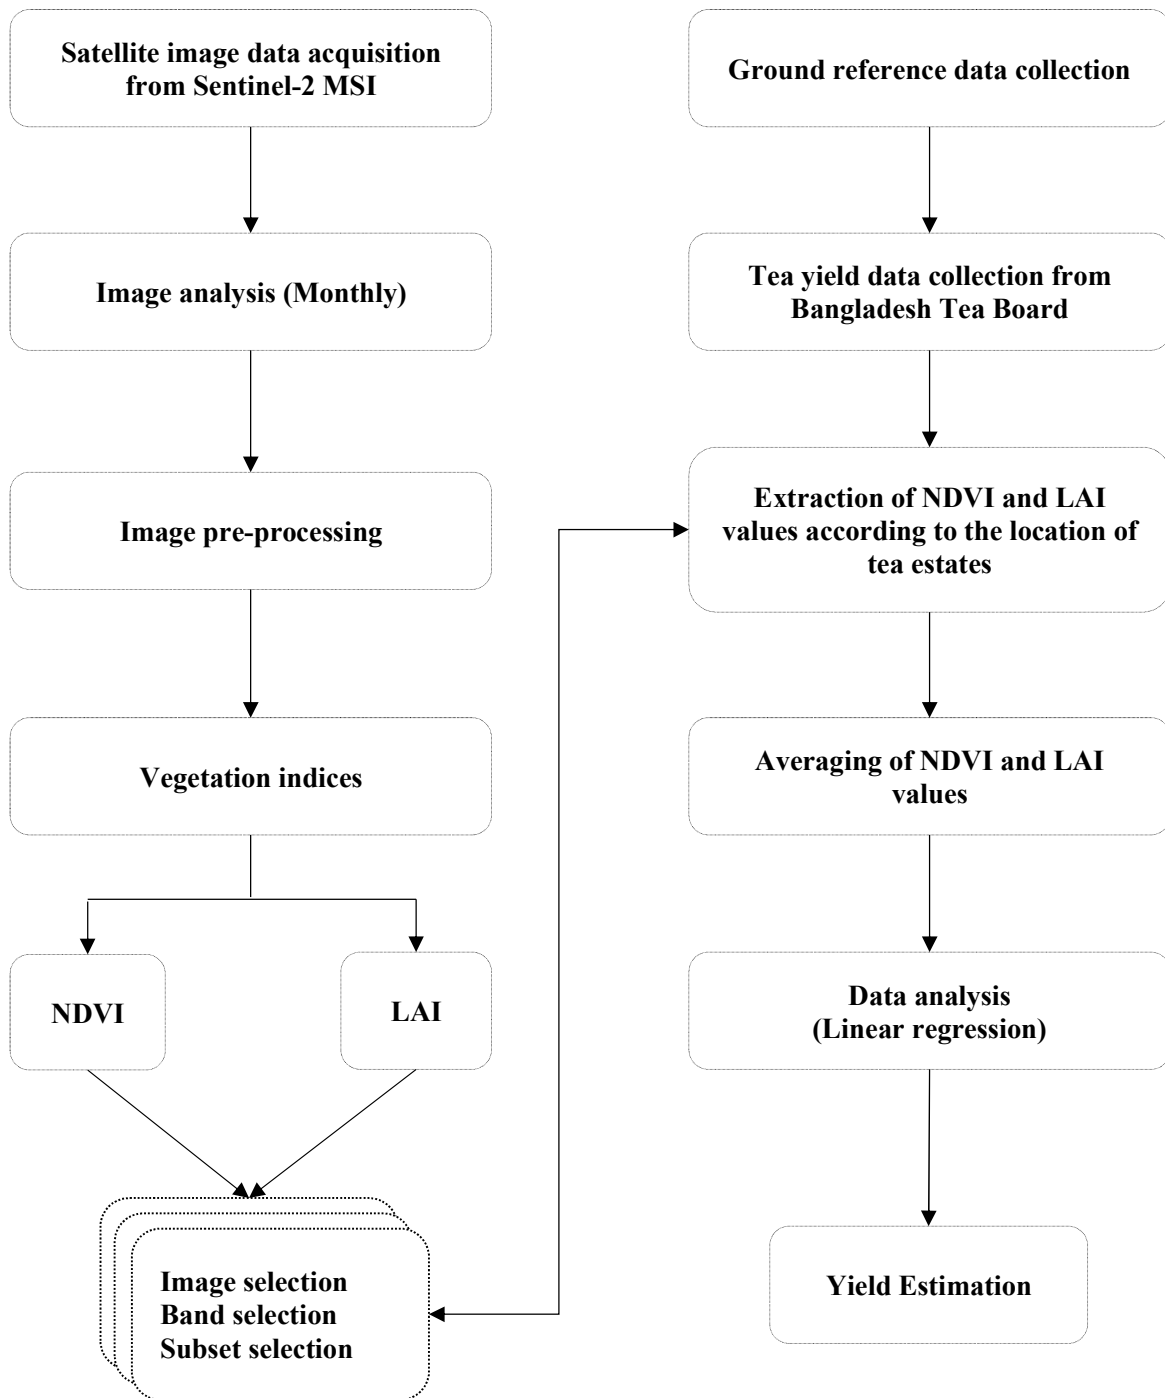 Satellite image data acquisition
from Sentinel-2 MSI
Image analysis (Monthly)
Image pre-processing
Vegetation indices
NDVI
LAI
Image selection
Band selection
Subset selection
Ground reference data collection
Tea yield data collection from
Bangladesh Tea Board
Extraction of NDVI and LAI
values according to the location of
tea estates
Averaging of NDVI and LAI
values
Data analysis
(Linear regression)
Yield Estimation